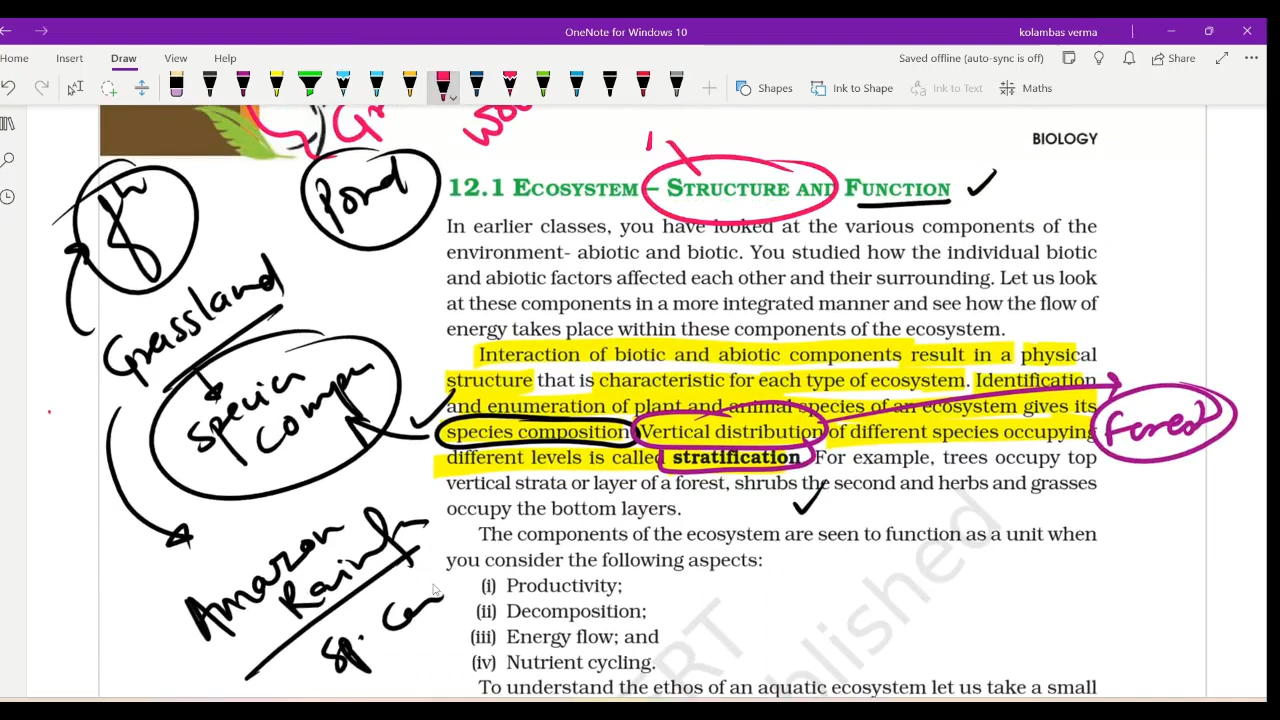 OneNote for Windows 10
kolambas verma
Home Insert Draw View Help
Saved offline (auto-sync is off)
Share
Shapes
Ink to Shape
Ink to Text
Maths
BIOLOGY
Pond
12.1 ECOSYSTEM – STRUCTURE AND FUNCTION
In earlier classes, you have looked at the various components of the
environment- abiotic and biotic. You studied how the individual biotic
and abiotic factors affected each other and their surrounding. Let us look
at these components in a more integrated manner and see how the flow of
energy takes place within these components of the ecosystem.
Interaction of biotic and abiotic components result in a physical
structure that is characteristic for each type of ecosystem. Identification
and enumeration of plant and animal species of an ecosystem gives its
species composition. Vertical distribution of different species occupying
different levels is called stratification. For example, trees occupy top
vertical strata or layer of a forest, shrubs the second and herbs and grasses
occupy the bottom layers.
The components of the ecosystem are seen to function as a unit when
you consider the following aspects:
(i) Productivity;
(ii) Decomposition;
(iii) Energy flow; and
(iv) Nutrient cycling.
To understand the ethos of an aquatic ecosystem let us take a small
Grassland
Species
Amazon
Sp.